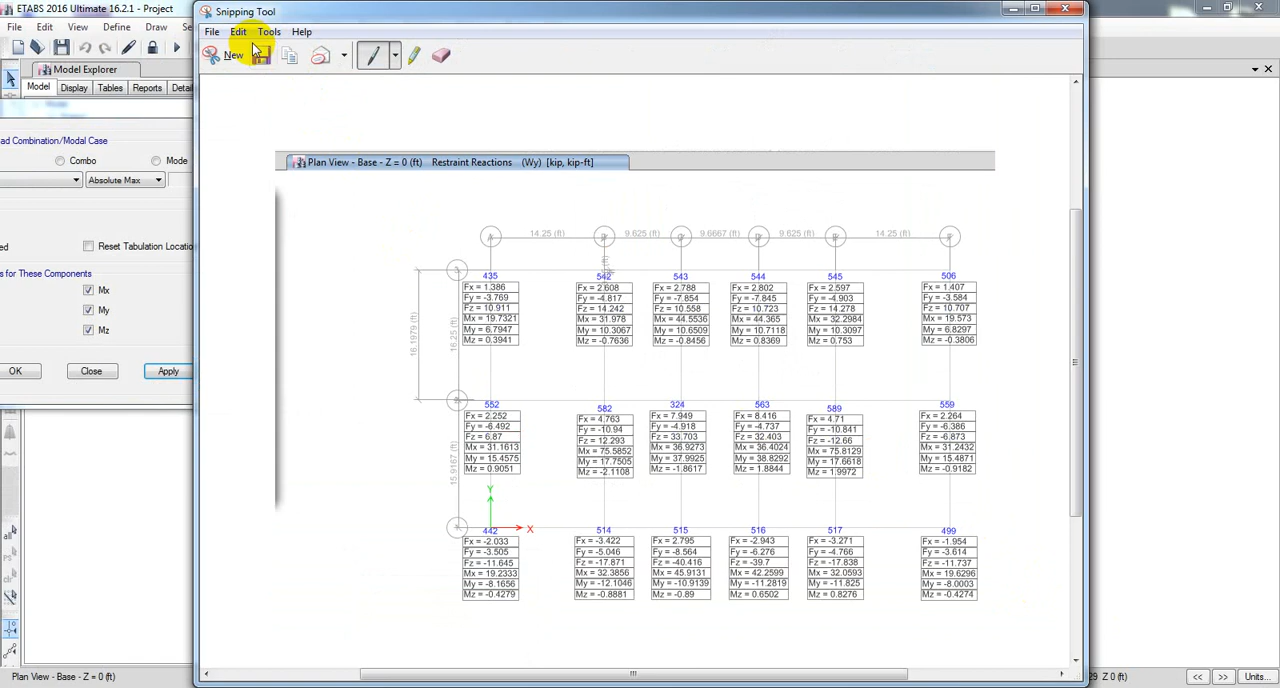 ETABS 2016 Ultimate 16.2.1 - Project
Snipping Tool
File Edit View Define Draw Se
File Edit Tools Help
New
Model Explorer
Model Display Tables Reports Detai
ad Combination/Modal Case
Combo Mode
Absolute Max
ed Reset Tabulation Locatio
s for These Components
Mx
My
Mz
OK Close Apply
Plan View - Base - Z = 0 (ft) Restraint Reactions (Wy) [kip, kip-ft]
14.25 (ft) 9.625 (ft) 9.6667 (ft) 9.625 (ft) 14.25 (ft)
16.1979 (ft)
16.25 (ft)
15.9167 (ft)
435 542 543 544 545 506
Fx = 1.386 Fx = 2.608 Fx = 2.788 Fx = 2.802 Fx = 2.597 Fx = 1.407
Fy = -3.769 Fy = -4.817 Fy = -7.854 Fy = -7.845 Fy = -4.903 Fy = -3.584
Fz = 10.911 Fz = 14.242 Fz = 10.558 Fz = 10.723 Fz = 14.278 Fz = 10.707
Mx = 19.7321 Mx = 31.978 Mx = 44.5536 Mx = 44.365 Mx = 32.2984 Mx = 19.573
My = 6.7947 My = 10.3067 My = 10.6509 My = 10.7118 My = 10.3097 My = 6.8297
Mz = 0.3941 Mz = -0.7636 Mz = -0.8456 Mz = 0.8369 Mz = 0.753 Mz = -0.3806
552 582 324 563 589 559
Fx = 2.252 Fx = 4.763 Fx = 7.949 Fx = 8.416 Fx = 4.71 Fx = 2.264
Fy = -6.492 Fy = -10.94 Fy = -4.918 Fy = -4.737 Fy = -10.841 Fy = -6.386
Fz = 6.87 Fz = 12.293 Fz = 33.703 Fz = 32.403 Fz = -12.66 Fz = -6.873
Mx = 31.1613 Mx = 75.5852 Mx = 36.9273 Mx = 36.4024 Mx = 75.8129 Mx = 31.2432
My = 15.4575 My = 17.7505 My = 37.9925 My = 38.8292 My = 17.6618 My = 15.4871
Mz = 0.9051 Mz = -2.1108 Mz = -1.8617 Mz = 1.8844 Mz = 1.9972 Mz = -0.9182
Y
X
442 514 515 516 517 499
Fx = -2.033 Fx = -3.422 Fx = 2.795 Fx = -2.943 Fx = -3.271 Fx = -1.954
Fy = -3.505 Fy = -5.046 Fy = -8.564 Fy = -6.276 Fy = -4.766 Fy = -3.614
Fz = -11.645 Fz = -17.871 Fz = -40.416 Fz = -39.7 Fz = -17.838 Fz = -11.737
Mx = 19.2333 Mx = 32.3856 Mx = 45.9131 Mx = 42.2599 Mx = 32.0593 Mx = 19.6296
My = -8.1656 My = -12.1046 My = -10.9139 My = -11.2819 My = -11.825 My = -8.0003
Mz = -0.4279 Mz = -0.8881 Mz = -0.89 Mz = 0.6502 Mz = 0.8276 Mz = -0.4274
Plan View - Base - Z = 0 (ft)
Z 0 (ft) << >> Units...